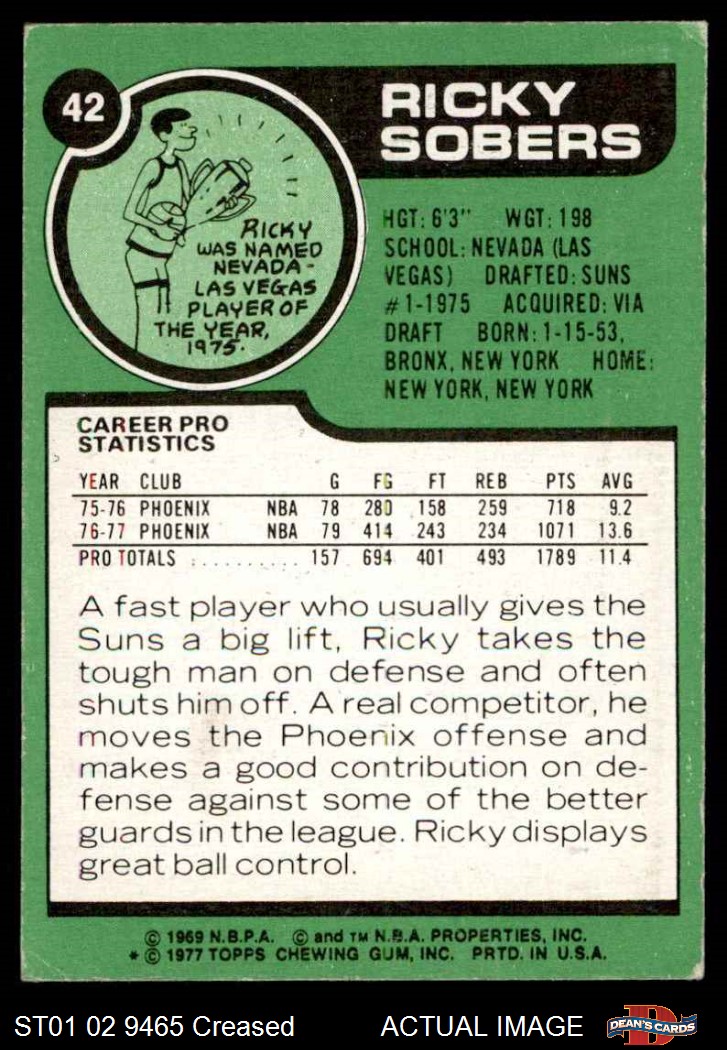 42
RICKY
SOBERS
RICKY
WAS NAMED
NEVADA-
LAS VEGAS
PLAYER OF
THE YEAR,
1975.
HGT: 6'3" WGT: 198
SCHOOL: NEVADA (LAS
VEGAS) DRAFTED: SUNS
#1-1975 ACQUIRED: VIA
DRAFT BORN: 1-15-53,
BRONX, NEW YORK HOME:
NEW YORK, NEW YORK
CAREER PRO
STATISTICS
YEAR CLUB G FG FT REB PTS AVG
75-76 PHOENIX NBA 78 280 158 259 718 9.2
76-77 PHOENIX NBA 79 414 243 234 1071 13.6
PRO TOTALS . . . . . . . . . . 157 694 401 493 1789 11.4
A fast player who usually gives the
Suns a big lift, Ricky takes the
tough man on defense and often
shuts him off. A real competitor, he
moves the Phoenix offense and
makes a good contribution on de-
fense against some of the better
guards in the league. Ricky displays
great ball control.
© 1969 N.B.P.A. © and TM N.B.A. PROPERTIES, INC.
* © 1977 TOPPS CHEWING GUM, INC. PRTD. IN U.S.A.
ST01 02 9465 Creased ACTUAL IMAGE D DEAN'S CARDS